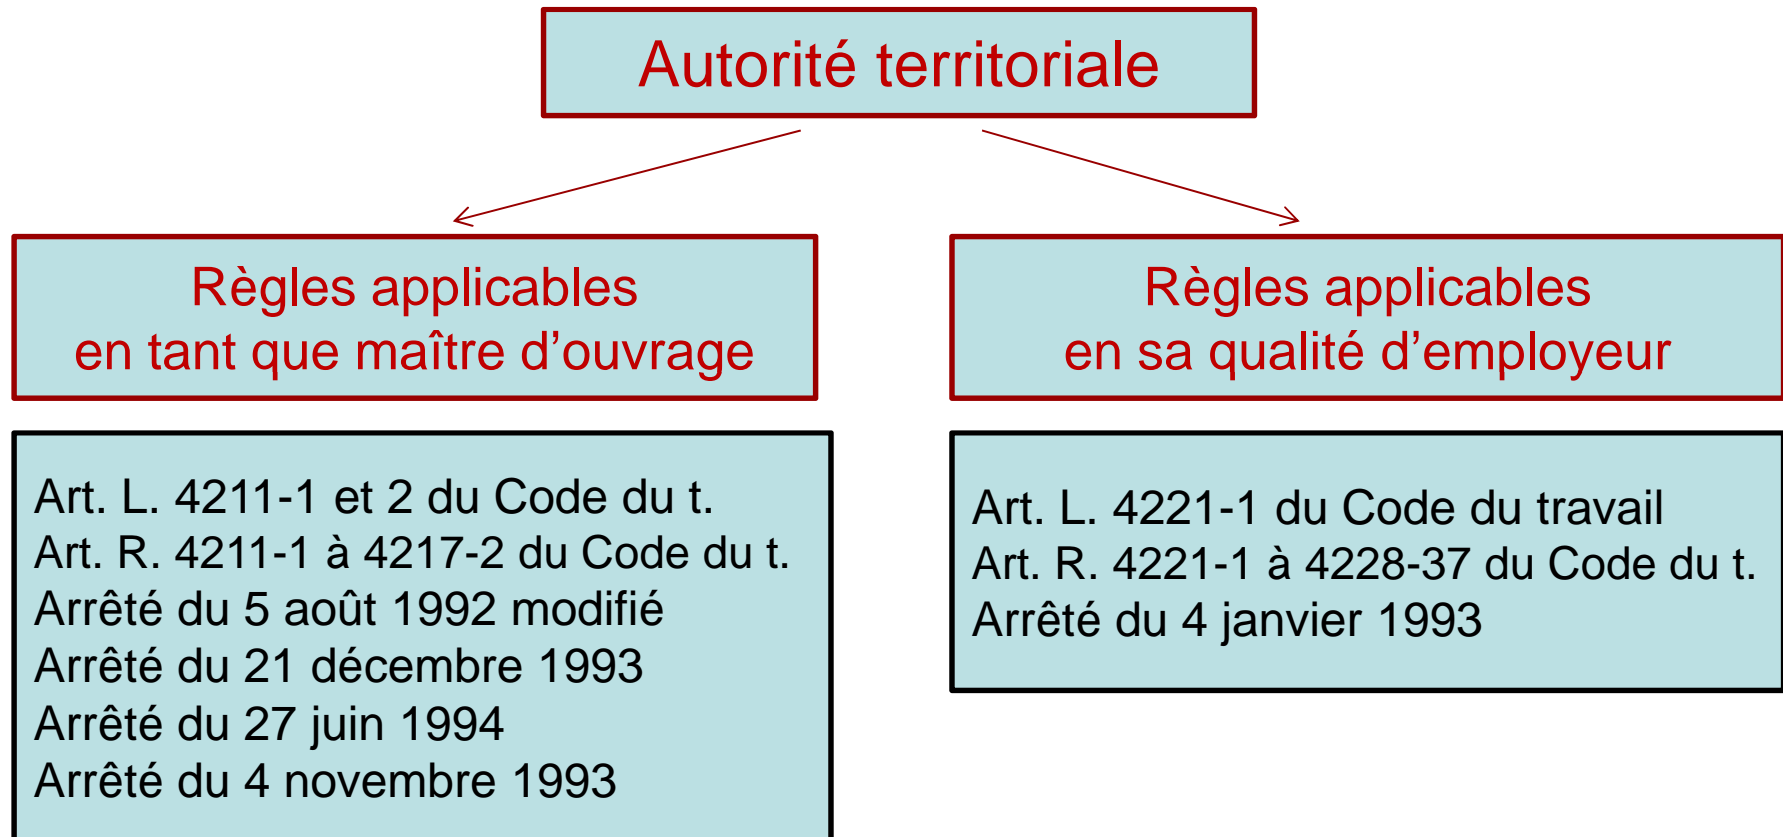 Autorité territoriale
Règles applicables
en tant que maître d’ouvrage
Art. L. 4211-1 et 2 du Code du t.
Art. R. 4211-1 à 4217-2 du Code du t.
Arrêté du 5 août 1992 modifié
Arrêté du 21 décembre 1993
Arrêté du 27 juin 1994
Arrêté du 4 novembre 1993
Règles applicables
en sa qualité d’employeur
Art. L. 4221-1 du Code du travail
Art. R. 4221-1 à 4228-37 du Code du t.
Arrêté du 4 janvier 1993